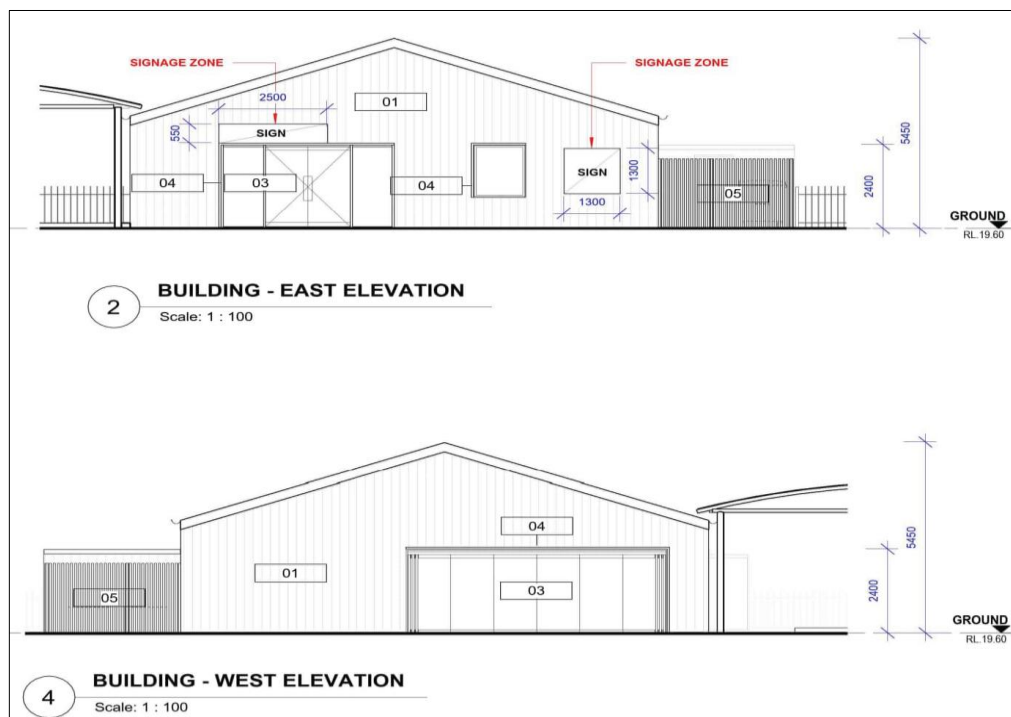 SIGNAGE ZONE
SIGNAGE ZONE
2500
01
550
SIGN
5450
04
03
04
SIGN
1300
1300
05
2400
GROUND
RL.19.60
2
BUILDING - EAST ELEVATION
Scale: 1 : 100
04
5450
01
03
05
2400
GROUND
RL.19.60
4
BUILDING - WEST ELEVATION
Scale: 1 : 100